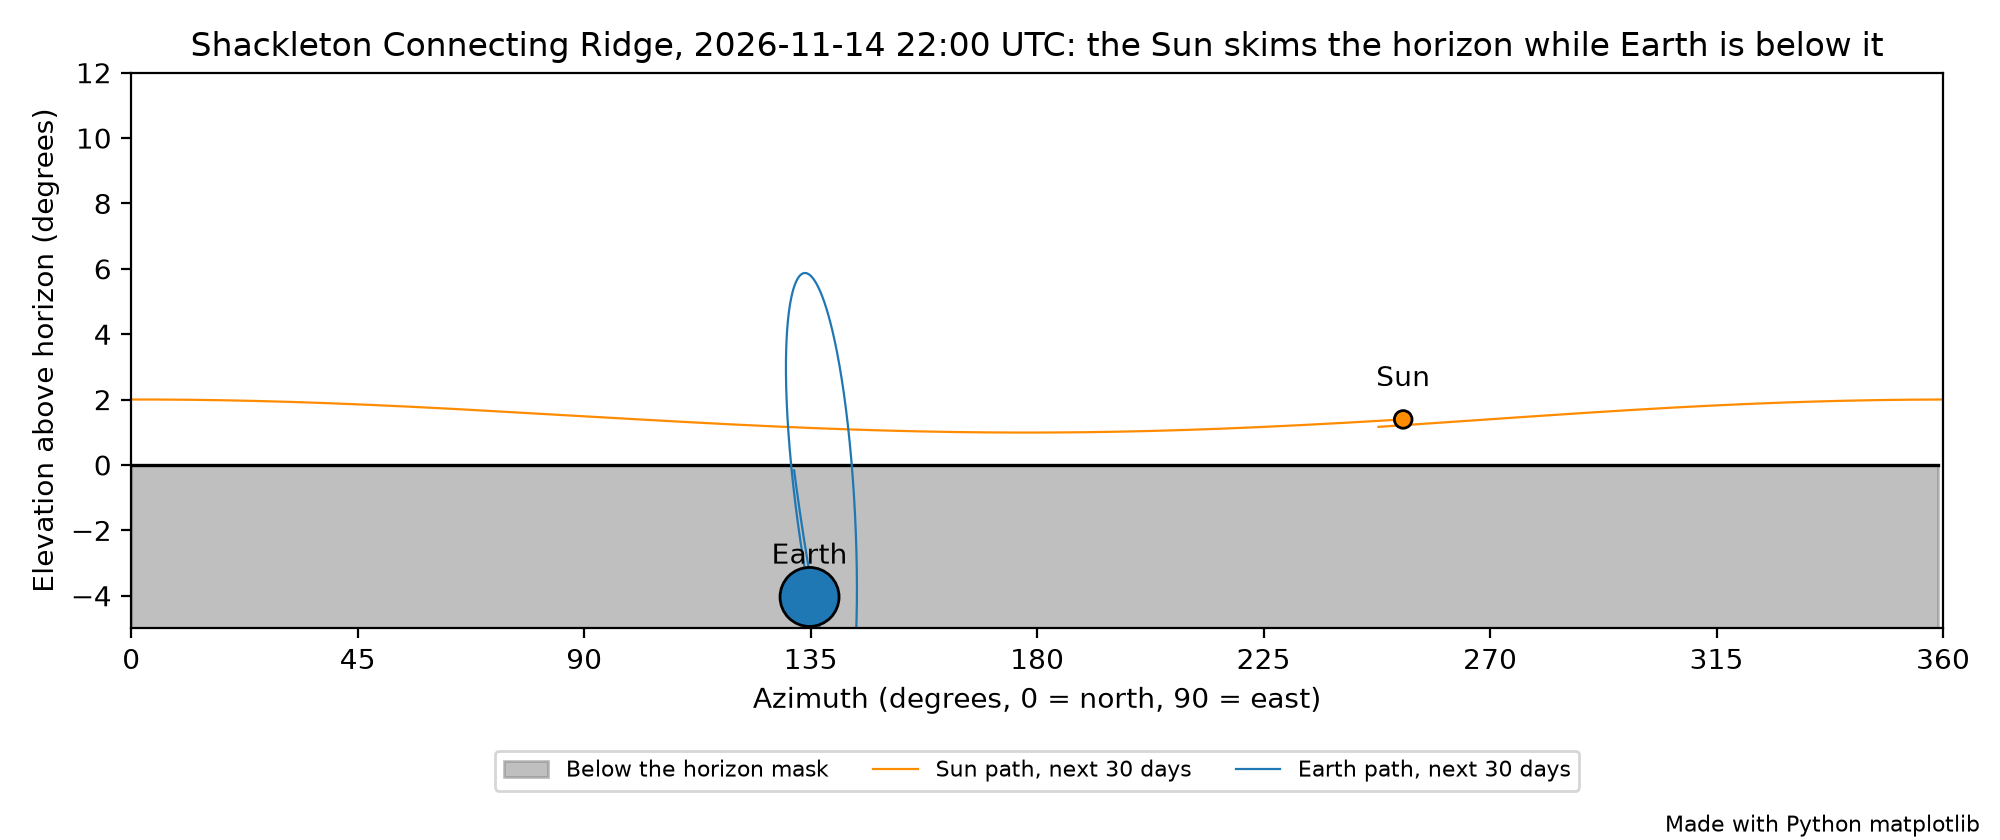 Shackleton Connecting Ridge, 2026-11-14 22:00 UTC: the Sun skims the horizon while Earth is below it
Elevation above horizon (degrees)
12
10
8
6
4
2
0
−2
−4
Sun
Earth
0 45 90 135 180 225 270 315 360
Azimuth (degrees, 0 = north, 90 = east)
Below the horizon mask Sun path, next 30 days Earth path, next 30 days
Made with Python matplotlib